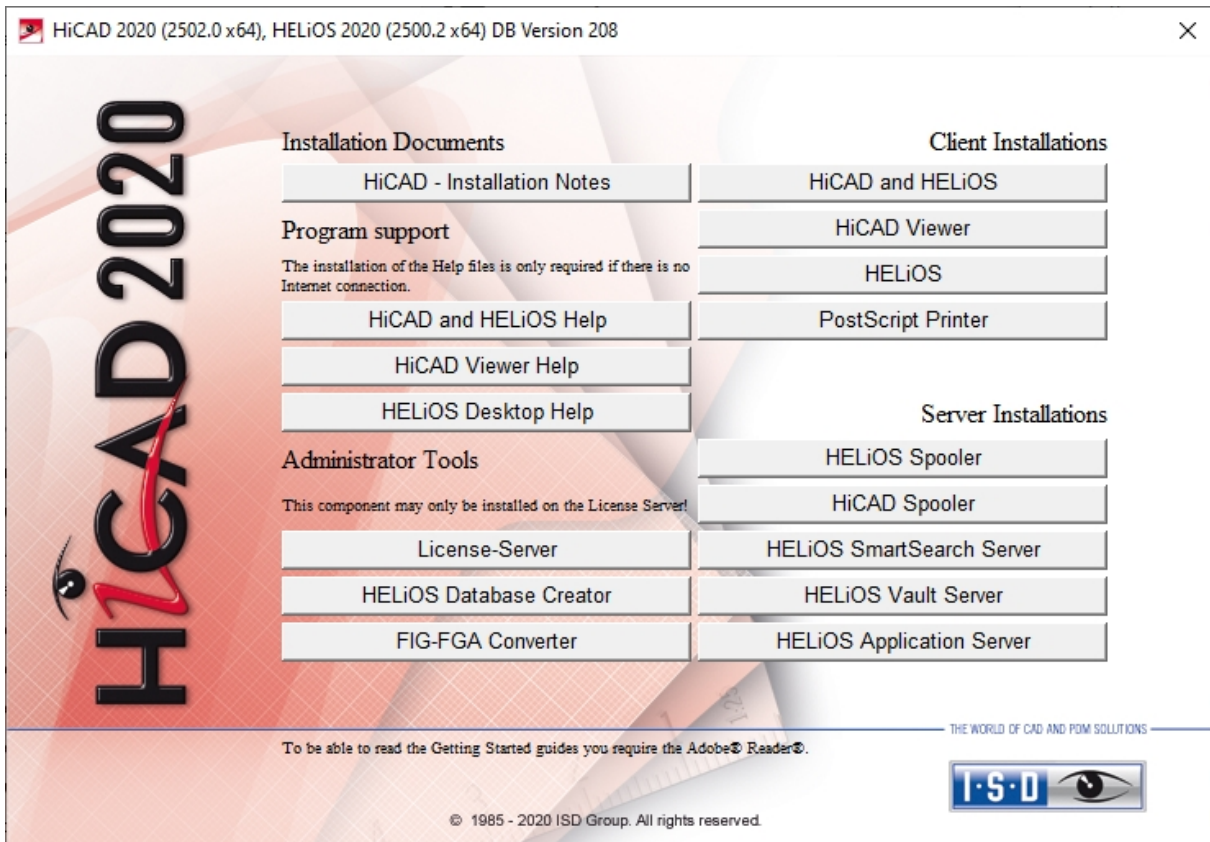 HiCAD 2020 (2502.0 x64), HELiOS 2020 (2500.2 x64) DB Version 208
HiCAD 2020
Installation Documents
HiCAD - Installation Notes
Program support
The installation of the Help files is only required if there is no
Internet connection.
HiCAD and HELiOS Help
HiCAD Viewer Help
HELiOS Desktop Help
Administrator Tools
This component may only be installed on the License Server!
License-Server
HELiOS Database Creator
FIG-FGA Converter
Client Installations
HiCAD and HELiOS
HiCAD Viewer
HELiOS
PostScript Printer
Server Installations
HELiOS Spooler
HiCAD Spooler
HELiOS SmartSearch Server
HELiOS Vault Server
HELiOS Application Server
THE WORLD OF CAD AND PDM SOLUTIONS
To be able to read the Getting Started guides you require the Adobe® Reader®.
I·S·D
© 1985 - 2020 ISD Group. All rights reserved.